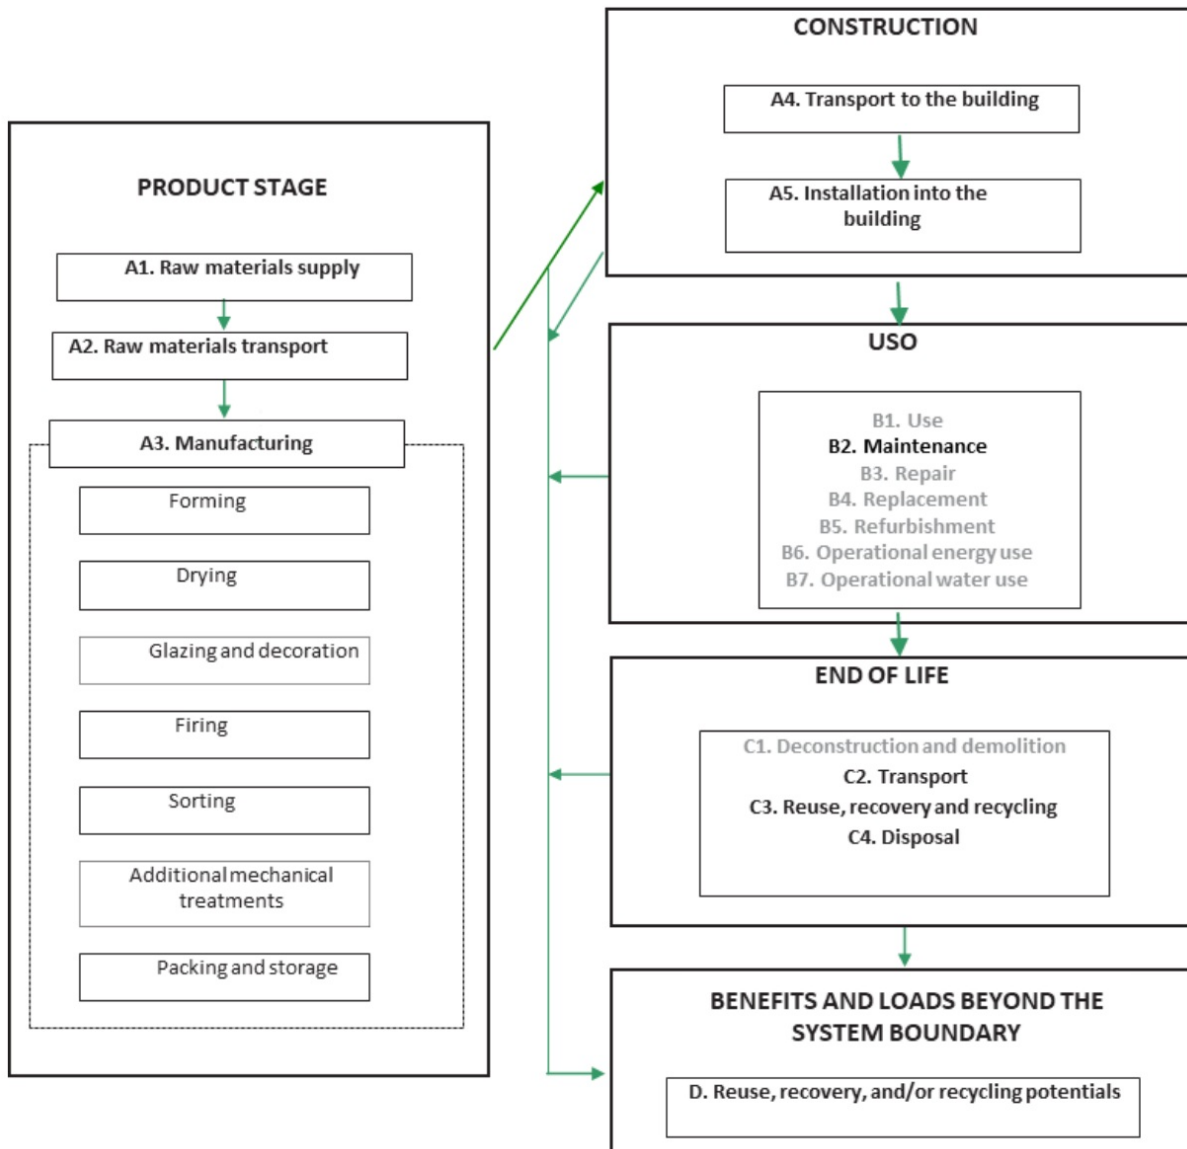 PRODUCT STAGE
A1. Raw materials supply
A2. Raw materials transport
A3. Manufacturing
Forming
Drying
Glazing and decoration
Firing
Sorting
Additional mechanical
treatments
Packing and storage
CONSTRUCTION
A4. Transport to the building
A5. Installation into the
building
USO
B1. Use
B2. Maintenance
B3. Repair
B4. Replacement
B5. Refurbishment
B6. Operational energy use
B7. Operational water use
END OF LIFE
C1. Deconstruction and demolition
C2. Transport
C3. Reuse, recovery and recycling
C4. Disposal
BENEFITS AND LOADS BEYOND THE
SYSTEM BOUNDARY
D. Reuse, recovery, and/or recycling potentials